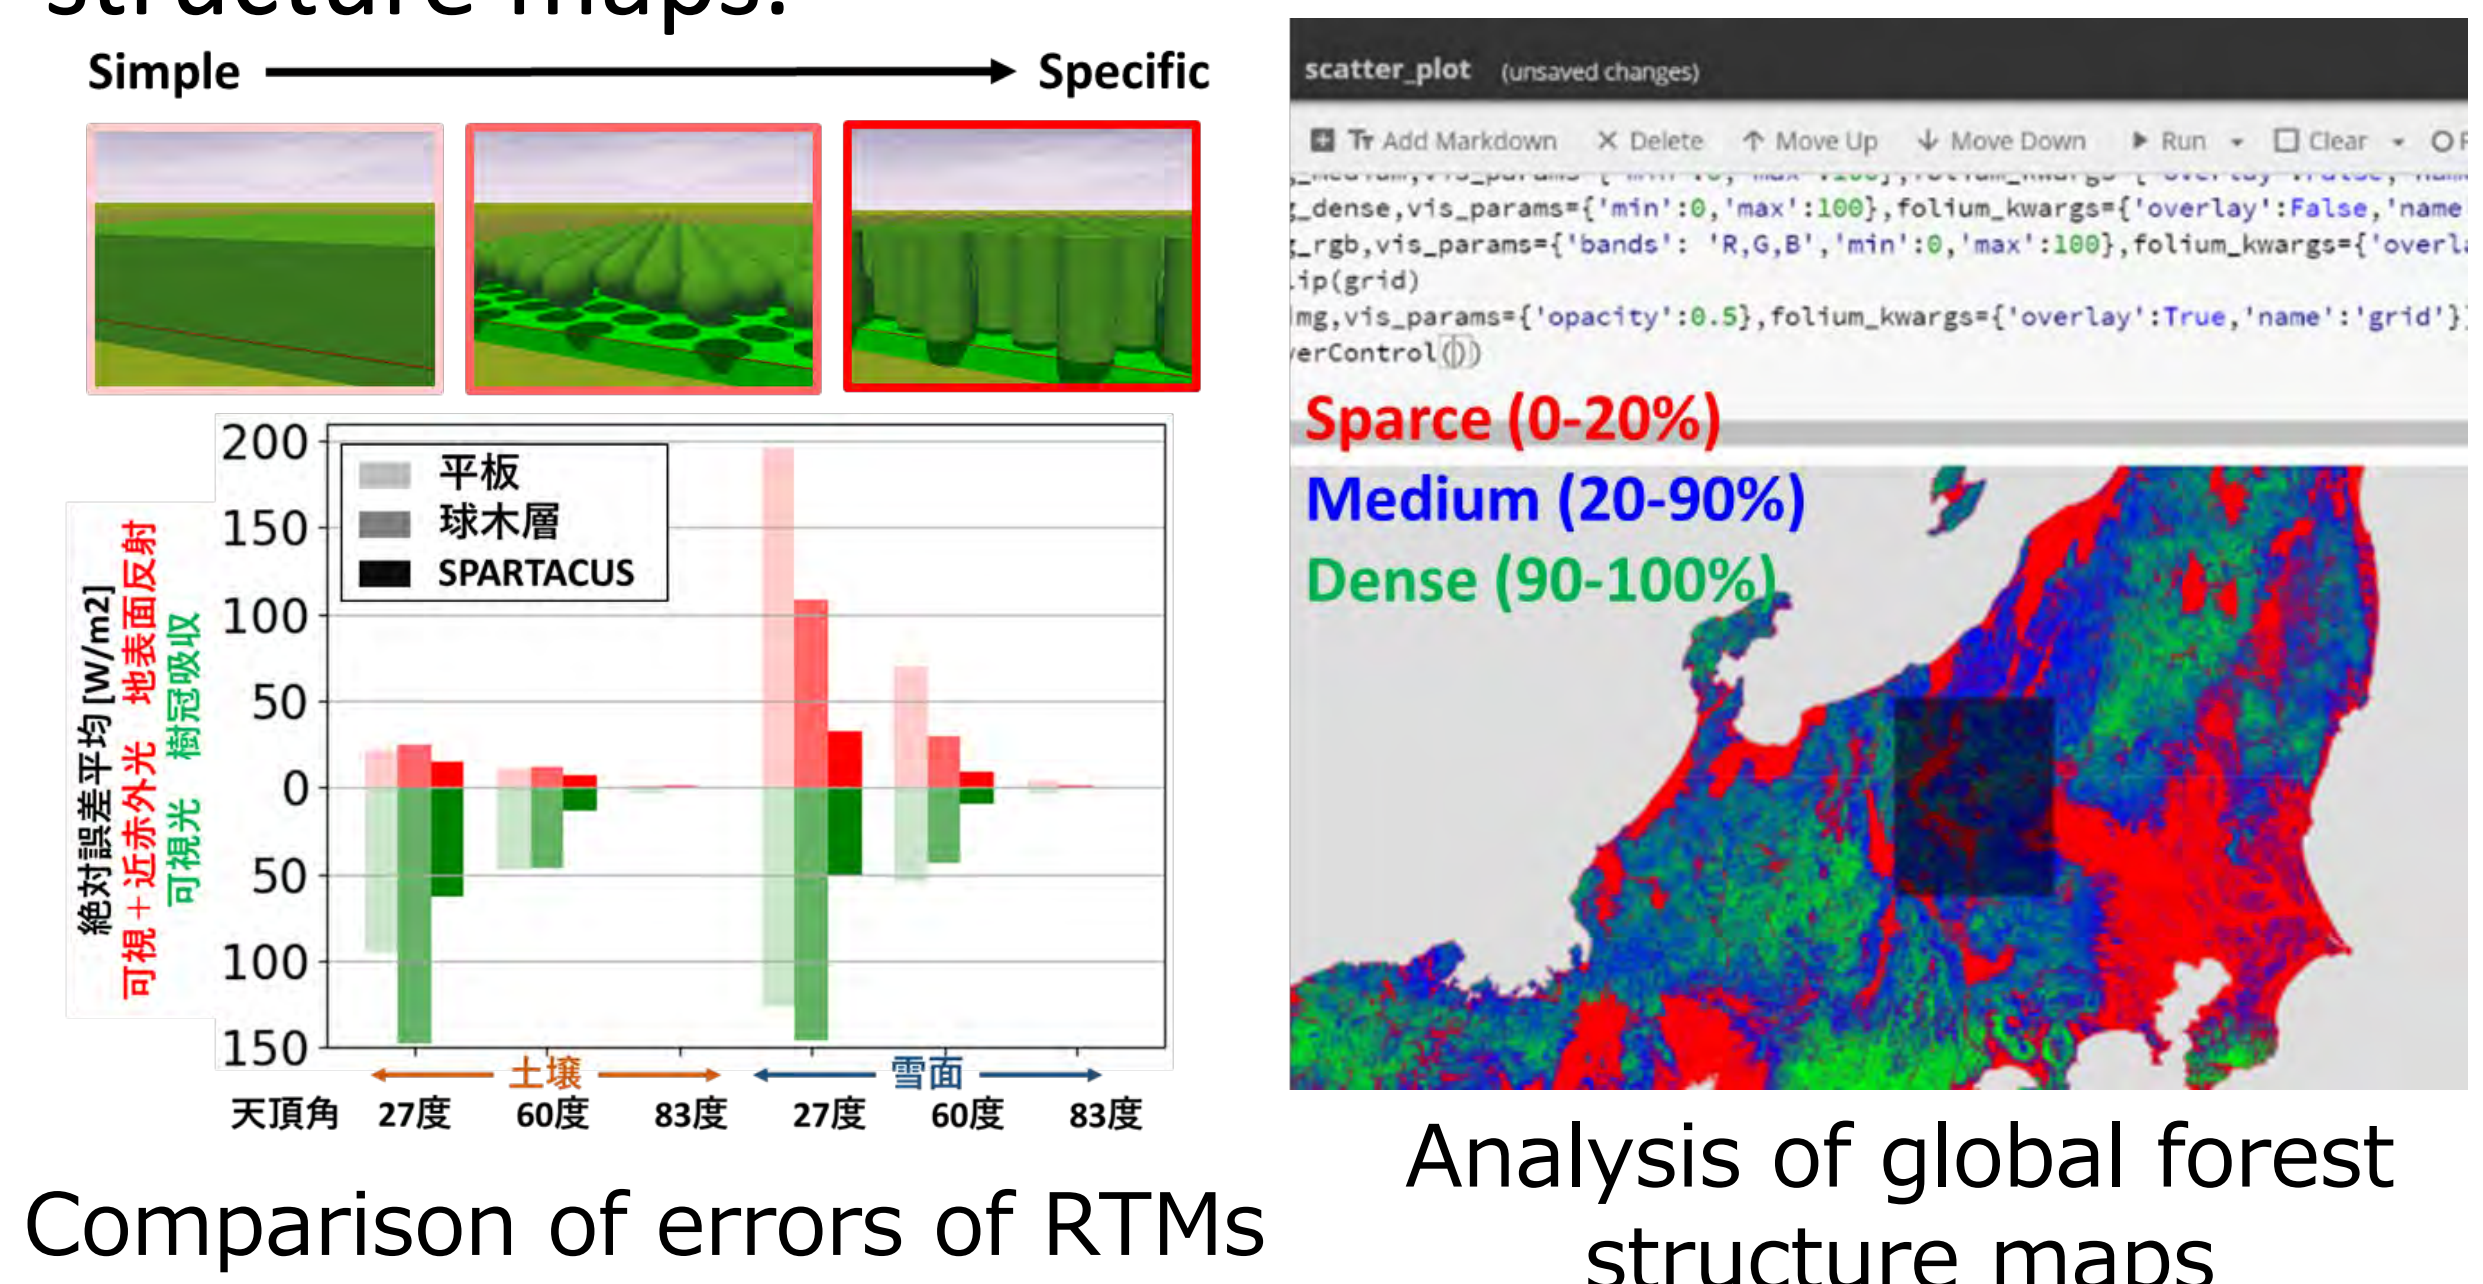 structure maps.
Simple
Specific
200
150
100
50
0
50
100
150
平板
球木層
SPARTACUS
絶対誤差平均 [W/m2]
可視+近赤外光 地表面反射
可視光 樹冠吸収
土壌
雪面
天頂角 27度 60度 83度 27度 60度 83度
Comparison of errors of RTMs
scatter_plot (unsaved changes)
Add Markdown Delete Move Up Move Down Run Clear
_dense,vis_params={'min':0,'max':100},folium_kwargs={'overlay':False,'name
_rgb,vis_params={'bands': 'R,G,B','min':0,'max':100},folium_kwargs={'overla
ip(grid)
mg,vis_params={'opacity':0.5},folium_kwargs={'overlay':True,'name':'grid'}
erControl())
Sparce (0-20%)
Medium (20-90%)
Dense (90-100%)
Analysis of global forest
structure maps